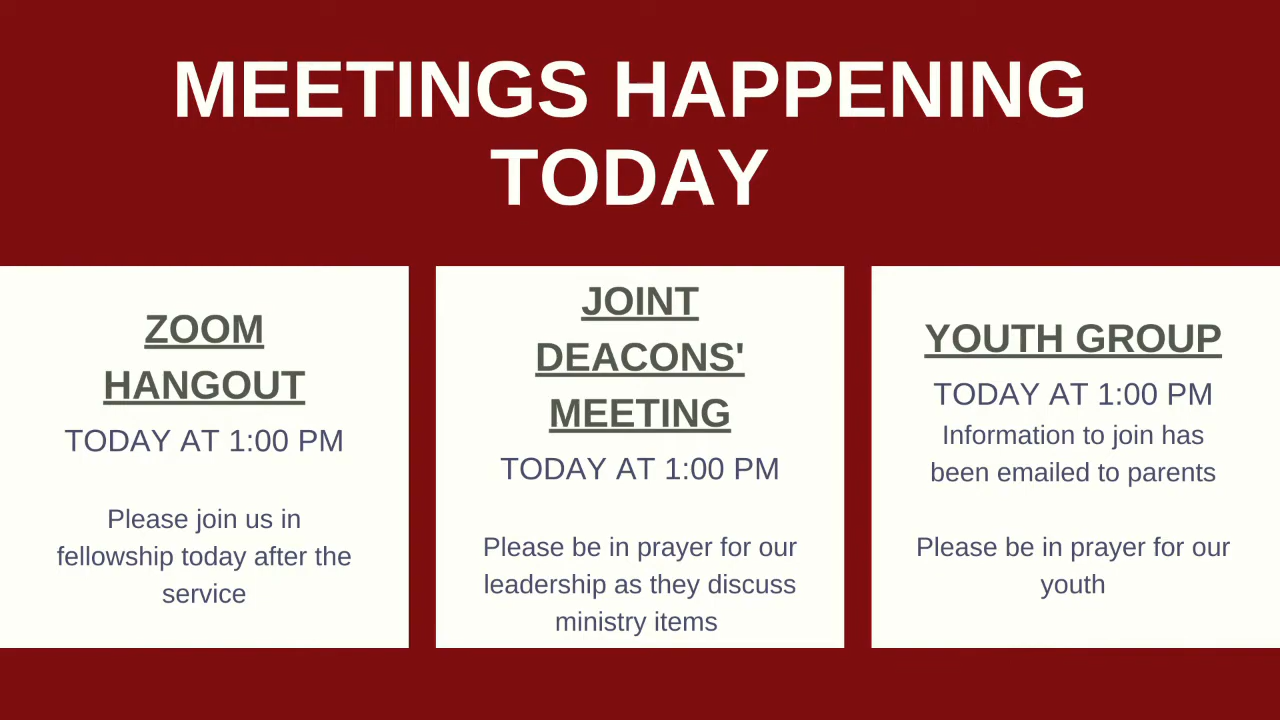 MEETINGS HAPPENING
TODAY
ZOOM
HANGOUT
TODAY AT 1:00 PM
Please join us in
fellowship today after the
service
JOINT
DEACONS'
MEETING
TODAY AT 1:00 PM
Please be in prayer for our
leadership as they discuss
ministry items
YOUTH GROUP
TODAY AT 1:00 PM
Information to join has
been emailed to parents
Please be in prayer for our
youth